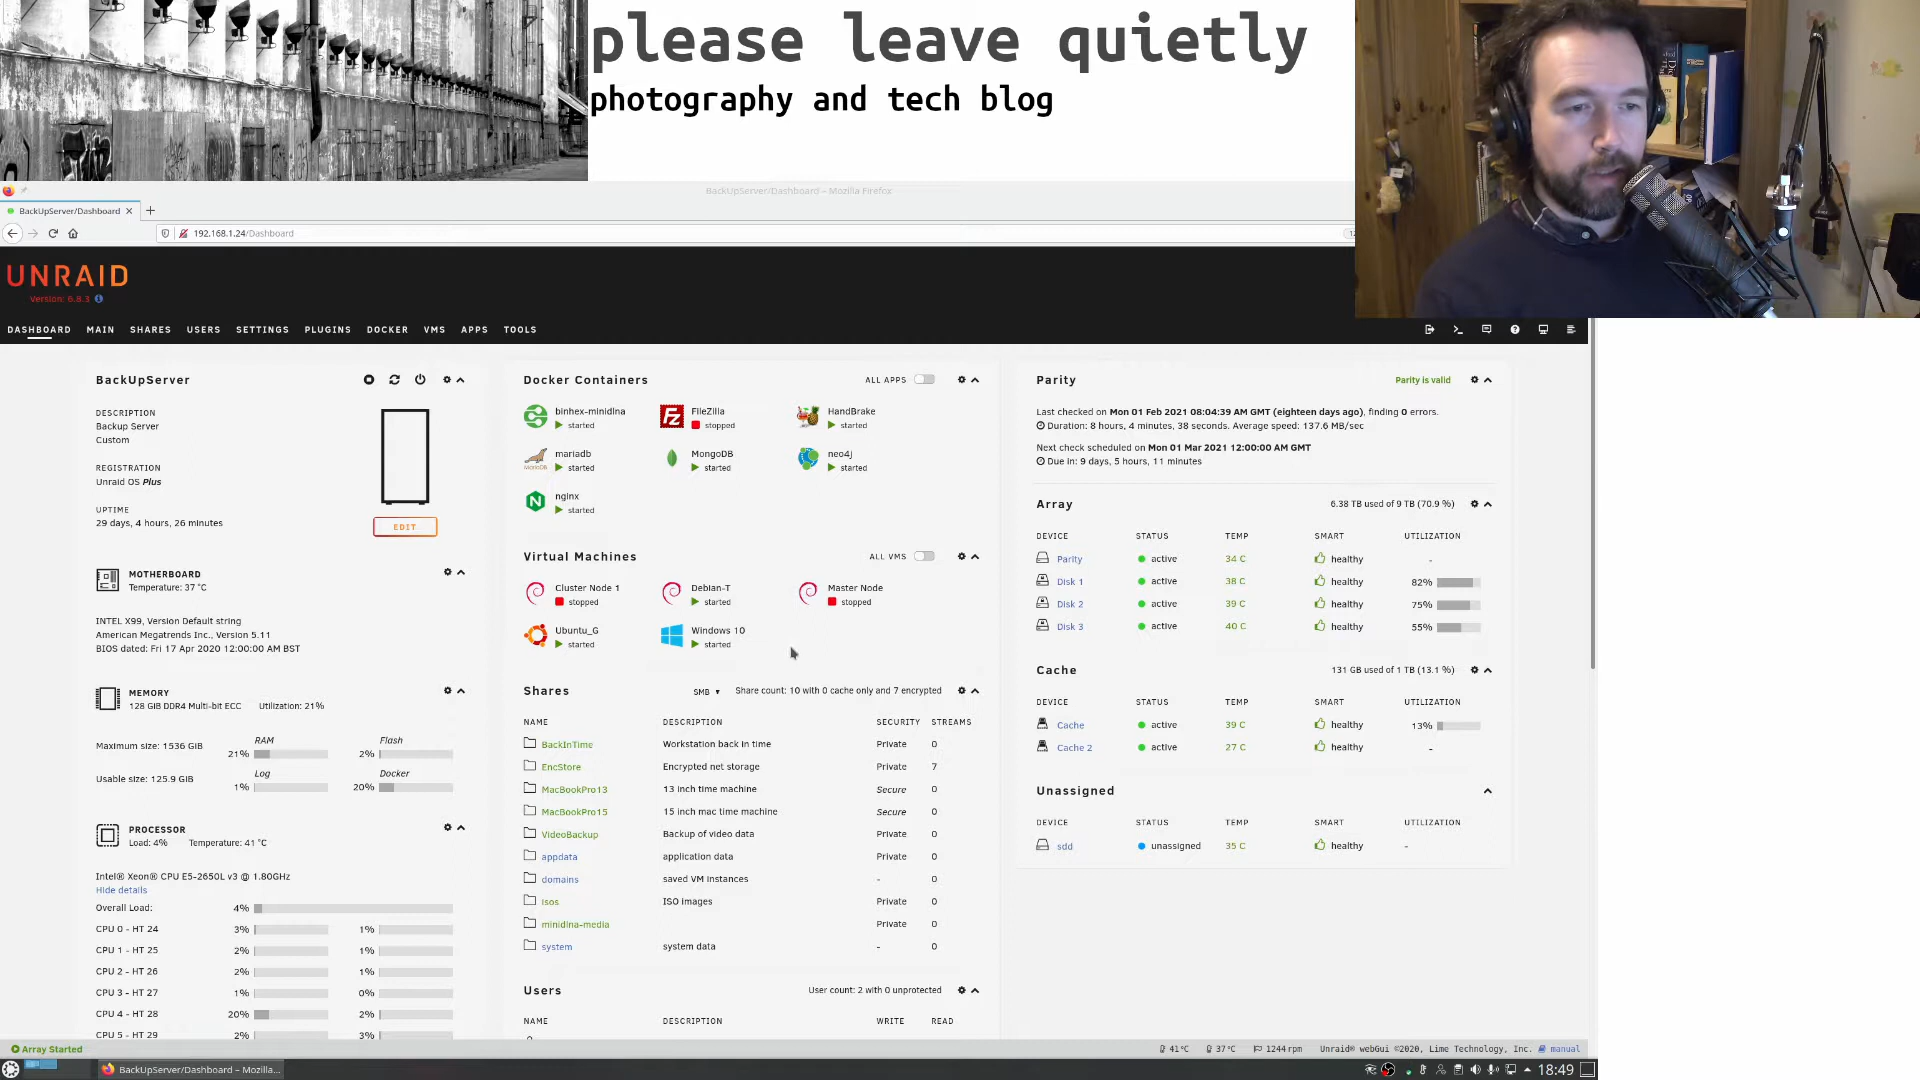 please leave quietly
photography and tech blog
BackUpServer/Dashboard – Mozilla Firefox
BackUpServer/Dashboard
192.168.1.24/Dashboard
UNRAID
Version: 6.8.3
DASHBOARD MAIN SHARES USERS SETTINGS PLUGINS DOCKER VMS APPS TOOLS
BackUpServer
DESCRIPTION
Backup Server
Custom
REGISTRATION
Unraid OS Plus
UPTIME
29 days, 4 hours, 26 minutes
EDIT
MOTHERBOARD
Temperature: 37 °C
INTEL X99, Version Default string
American Megatrends Inc., Version 5.11
BIOS dated: Fri 17 Apr 2020 12:00:00 AM BST
MEMORY
128 GiB DDR4 Multi-bit ECC Utilization: 21%
RAM Flash
Maximum size: 1536 GiB 21% 2%
Log Docker
Usable size: 125.9 GiB 1% 20%
PROCESSOR
Load: 4% Temperature: 41 °C
Intel® Xeon® CPU E5-2650L v3 @ 1.80GHz
Hide details
Overall Load: 4%
CPU 0 - HT 24 3% 1%
CPU 1 - HT 25 2% 1%
CPU 2 - HT 26 2% 1%
CPU 3 - HT 27 1% 0%
CPU 4 - HT 28 20% 2%
CPU 5 - HT 29 2% 3%
Docker Containers ALL APPS
binhex-minidlna FileZilla HandBrake
started stopped started
mariadb MongoDB neo4j
started started started
nginx
started
Virtual Machines ALL VMS
Cluster Node 1 Debian-T Master Node
stopped started stopped
Ubuntu_G Windows 10
started started
Shares SMB Share count: 10 with 0 cache only and 7 encrypted
NAME DESCRIPTION SECURITY STREAMS
BackInTime Workstation back in time Private 0
EncStore Encrypted net storage Private 7
MacBookPro13 13 inch time machine Secure 0
MacBookPro15 15 inch mac time machine Secure 0
VideoBackup Backup of video data Private 0
appdata application data Private 0
domains saved VM instances - 0
isos ISO images Private 0
minidlna-media Private 0
system system data - 0
Users User count: 2 with 0 unprotected
NAME DESCRIPTION WRITE READ
Parity Parity is valid
Last checked on Mon 01 Feb 2021 08:04:39 AM GMT (eighteen days ago), finding 0 errors.
Duration: 8 hours, 4 minutes, 38 seconds. Average speed: 137.6 MB/sec
Next check scheduled on Mon 01 Mar 2021 12:00:00 AM GMT
Due in: 9 days, 5 hours, 11 minutes
Array 6.38 TB used of 9 TB (70.9 %)
DEVICE STATUS TEMP SMART UTILIZATION
Parity active 34 C healthy -
Disk 1 active 38 C healthy 82%
Disk 2 active 39 C healthy 75%
Disk 3 active 40 C healthy 55%
Cache 131 GB used of 1 TB (13.1 %)
DEVICE STATUS TEMP SMART UTILIZATION
Cache active 39 C healthy 13%
Cache 2 active 27 C healthy -
Unassigned
DEVICE STATUS TEMP SMART UTILIZATION
sdd unassigned 35 C healthy -
Array Started 41°C 37°C 1244 rpm Unraid® webGui ©2020, Lime Technology, Inc. manual
BackUpServer/Dashboard – Mozilla... 18:49